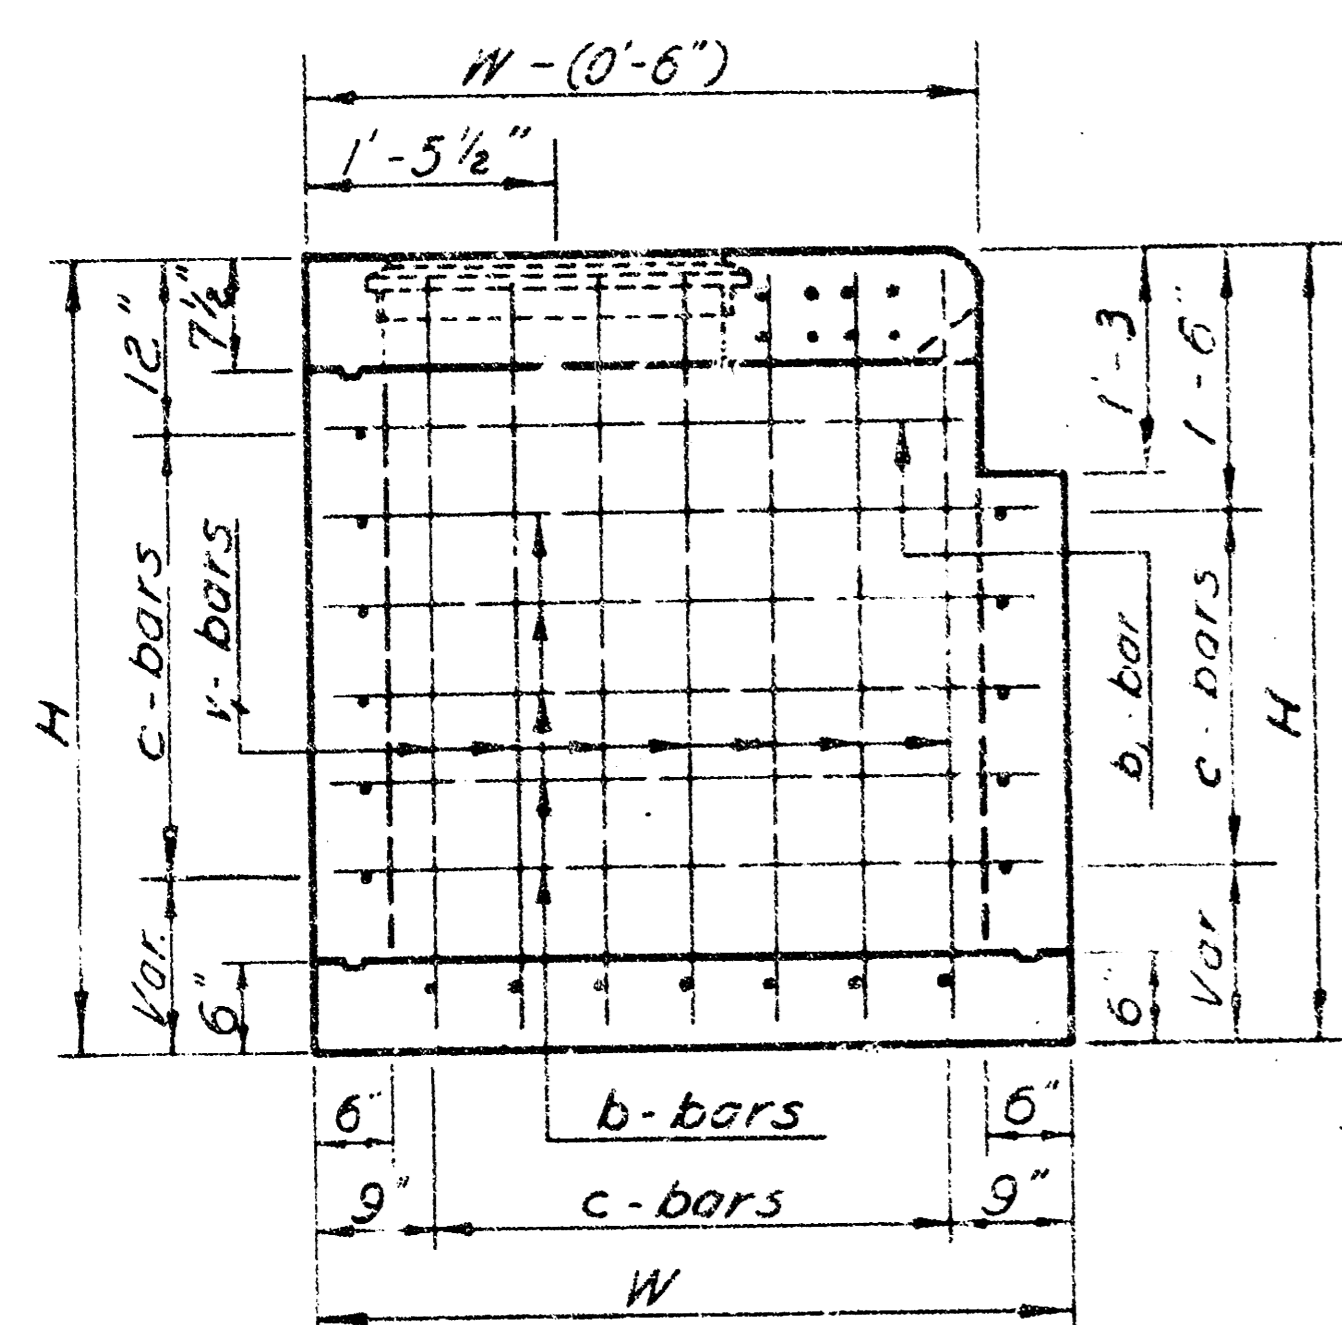 W-(0'-6")
1'-5½"
12"
7½"
1'-3
1-6"
H
c-bars
v-bars
b, bar
c-bars
H
Var.
6"
6"
Var
6"
b-bars
6"
9"
c-bars
9"
W